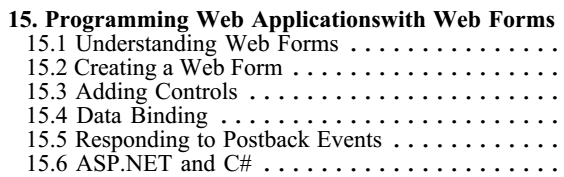 15. Programming Web Applicationswith Web Forms
15.1 Understanding Web Forms . . . . . . . . . . . . . . .
15.2 Creating a Web Form . . . . . . . . . . . . . . . . . . .
15.3 Adding Controls . . . . . . . . . . . . . . . . . . . . . .
15.4 Data Binding . . . . . . . . . . . . . . . . . . . . . . . .
15.5 Responding to Postback Events . . . . . . . . . . . .
15.6 ASP.NET and C# . . . . . . . . . . . . . . . . . . . . .